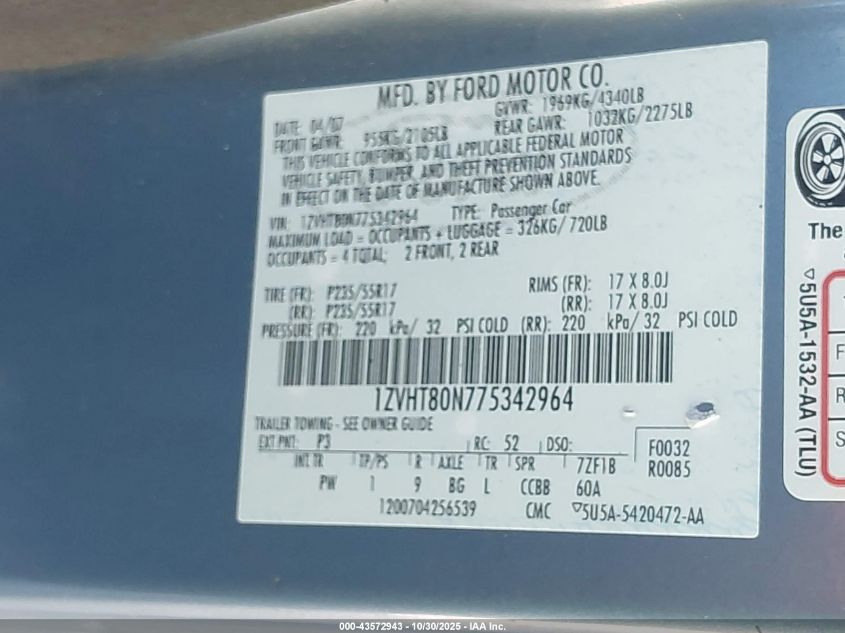 MFD. BY FORD MOTOR CO.
DATE: 04/07 GVWR: 1969KG/4340LB
FRONT GAWR: 955KG/2105LB REAR GAWR: 1032KG/2275LB
THIS VEHICLE CONFORMS TO ALL APPLICABLE FEDERAL MOTOR
VEHICLE SAFETY, BUMPER, AND THEFT PREVENTION STANDARDS
IN EFFECT ON THE DATE OF MANUFACTURE SHOWN ABOVE.
VIN: 1ZVHT80N775342964 TYPE: Passenger Car
MAXIMUM LOAD = OCCUPANTS + LUGGAGE = 326KG/ 720LB
OCCUPANTS = 4 TOTAL; 2 FRONT, 2 REAR
TIRE (FR): P235/55R17 RIMS (FR): 17 X 8.0J
(RR): P235/55R17 (RR): 17 X 8.0J
PRESSURE (FR): 220 kPa/ 32 PSI COLD (RR): 220 kPa/ 32 PSI COLD
1ZVHT80N775342964
TRAILER TOWING - SEE OWNER GUIDE
EXT PNT: P3 RC: 52 DSO: F0032
INT TR TP/PS R AXLE TR SPR 7ZF1B R0085
PW 1 9 BG L CCBB 60A
1200704256539 CMC ▽5U5A-5420472-AA
The
▽5U5A-1532-AA (TLU)
F
R
S
000-43572943 - 10/30/2025 - IAA Inc.